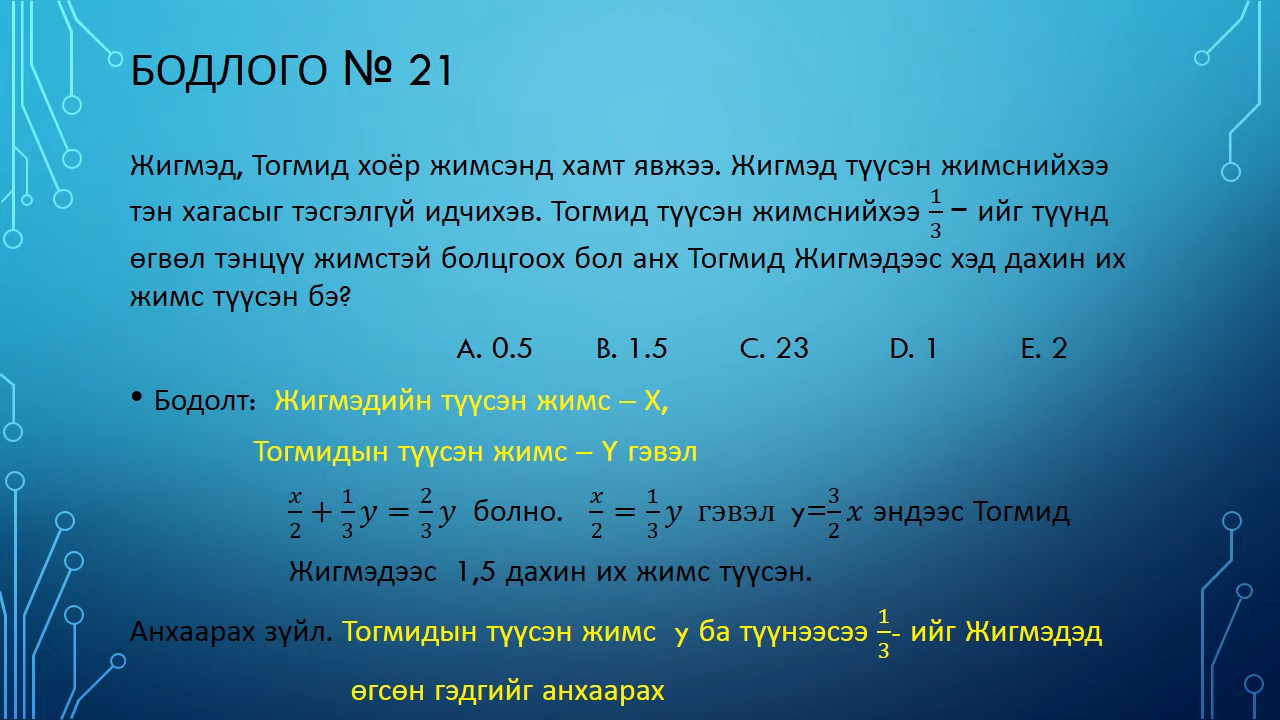 БОДЛОГО № 21
Жигмэд, Тогмид хоёр жимсэнд хамт явжээ. Жигмэд түүсэн жимснийхээ
тэн хагасыг тэсгэлгүй идчихэв. Тогмид түүсэн жимснийхээ 1/3 − ийг түүнд
өгвөл тэнцүү жимстэй болцгоох бол анх Тогмид Жигмэдээс хэд дахин их
жимс түүсэн бэ?
A. 0.5 B. 1.5 C. 23 D. 1 E. 2
• Бодолт: Жигмэдийн түүсэн жимс – X,
Тогмидын түүсэн жимс – Y гэвэл
x/2 + 1/3 y = 2/3 y болно. x/2 = 1/3 y гэвэл y=3/2 x эндээс Тогмид
Жигмэдээс 1,5 дахин их жимс түүсэн.
Анхаарах зүйл. Тогмидын түүсэн жимс y ба түүнээсээ 1/3- ийг Жигмэдэд
өгсөн гэдгийг анхаарах